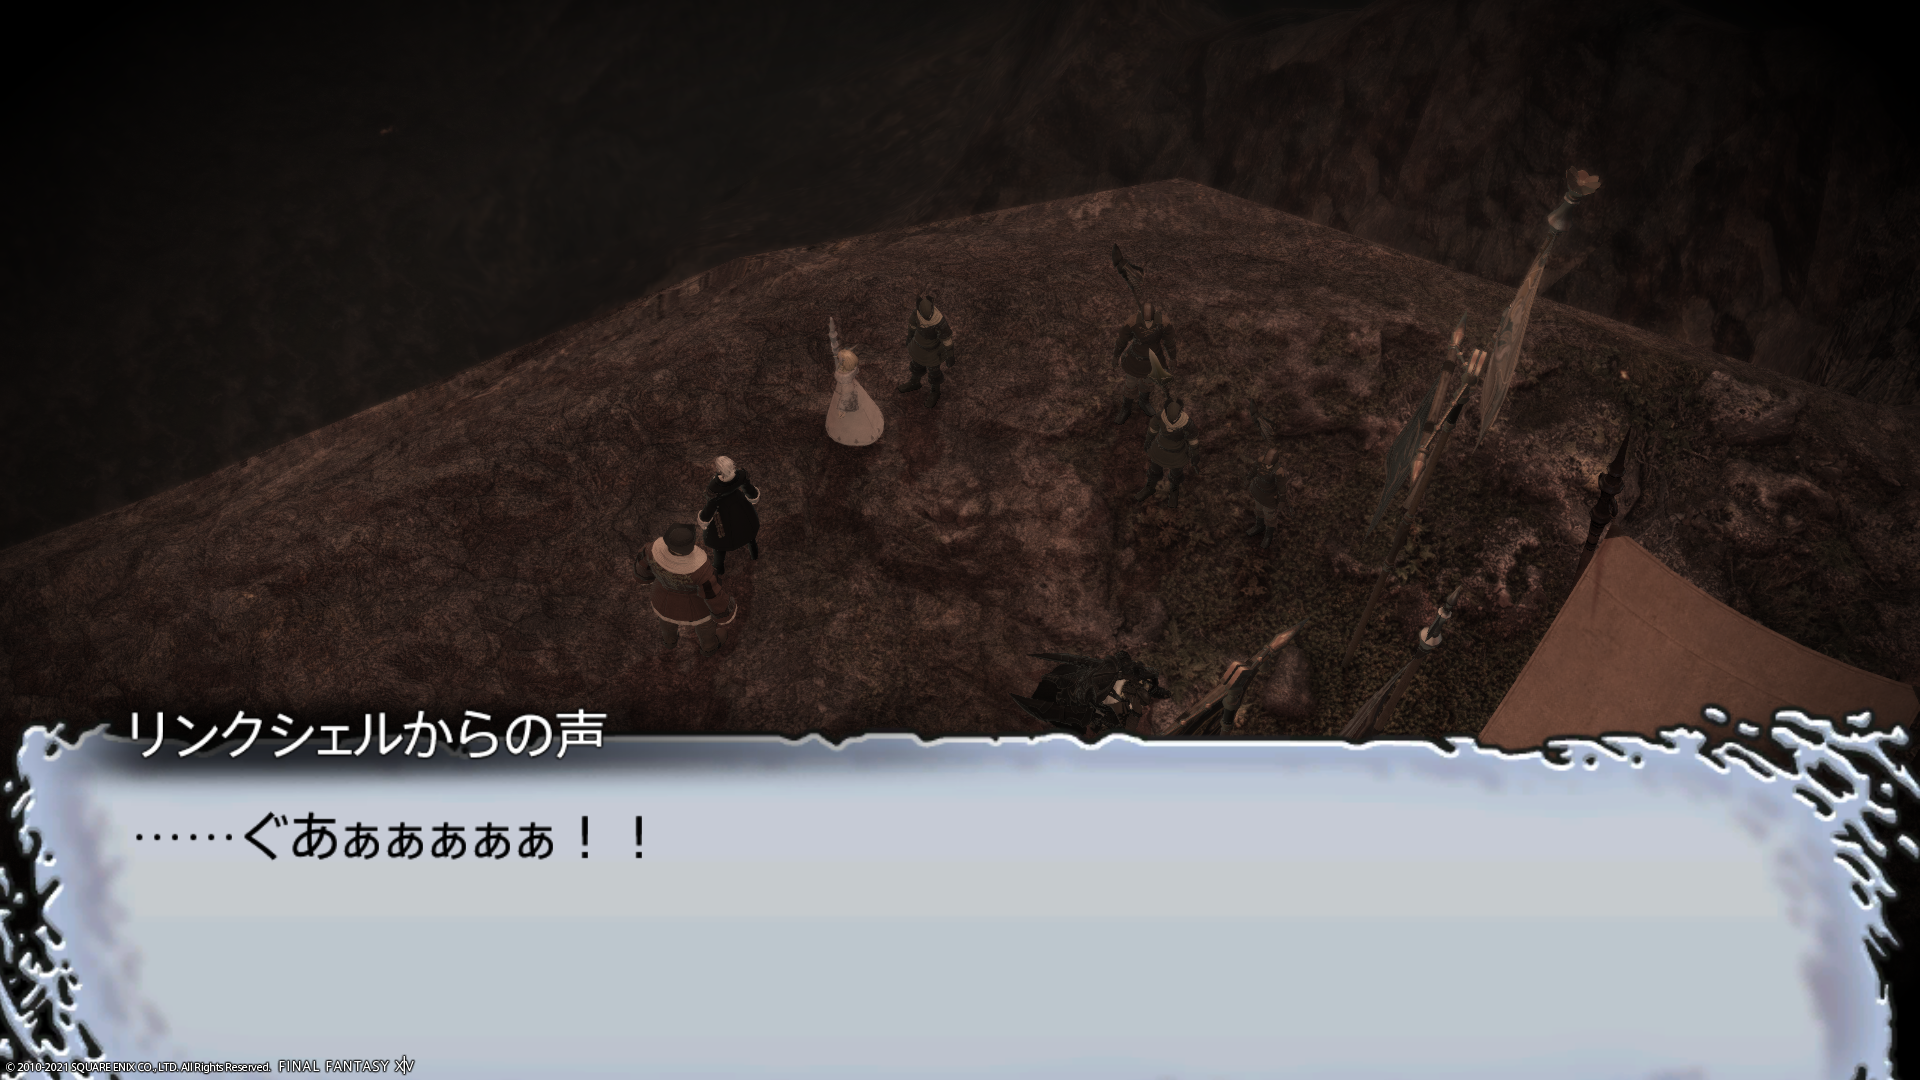 リンクシェルからの声
……ぐあぁぁぁぁぁ！！
© 2010-2021 SQUARE ENIX CO., LTD. All Rights Reserved. FINAL FANTASY XIV